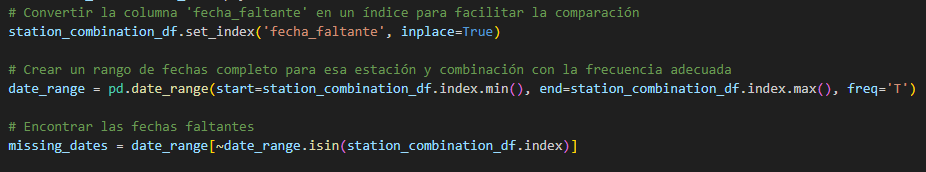 # Convertir la columna 'fecha_faltante' en un índice para facilitar la comparación
station_combination_df.set_index('fecha_faltante', inplace=True)
# Crear un rango de fechas completo para esa estación y combinación con la frecuencia adecuada
date_range = pd.date_range(start=station_combination_df.index.min(), end=station_combination_df.index.max(), freq='T')
# Encontrar las fechas faltantes
missing_dates = date_range[~date_range.isin(station_combination_df.index)]